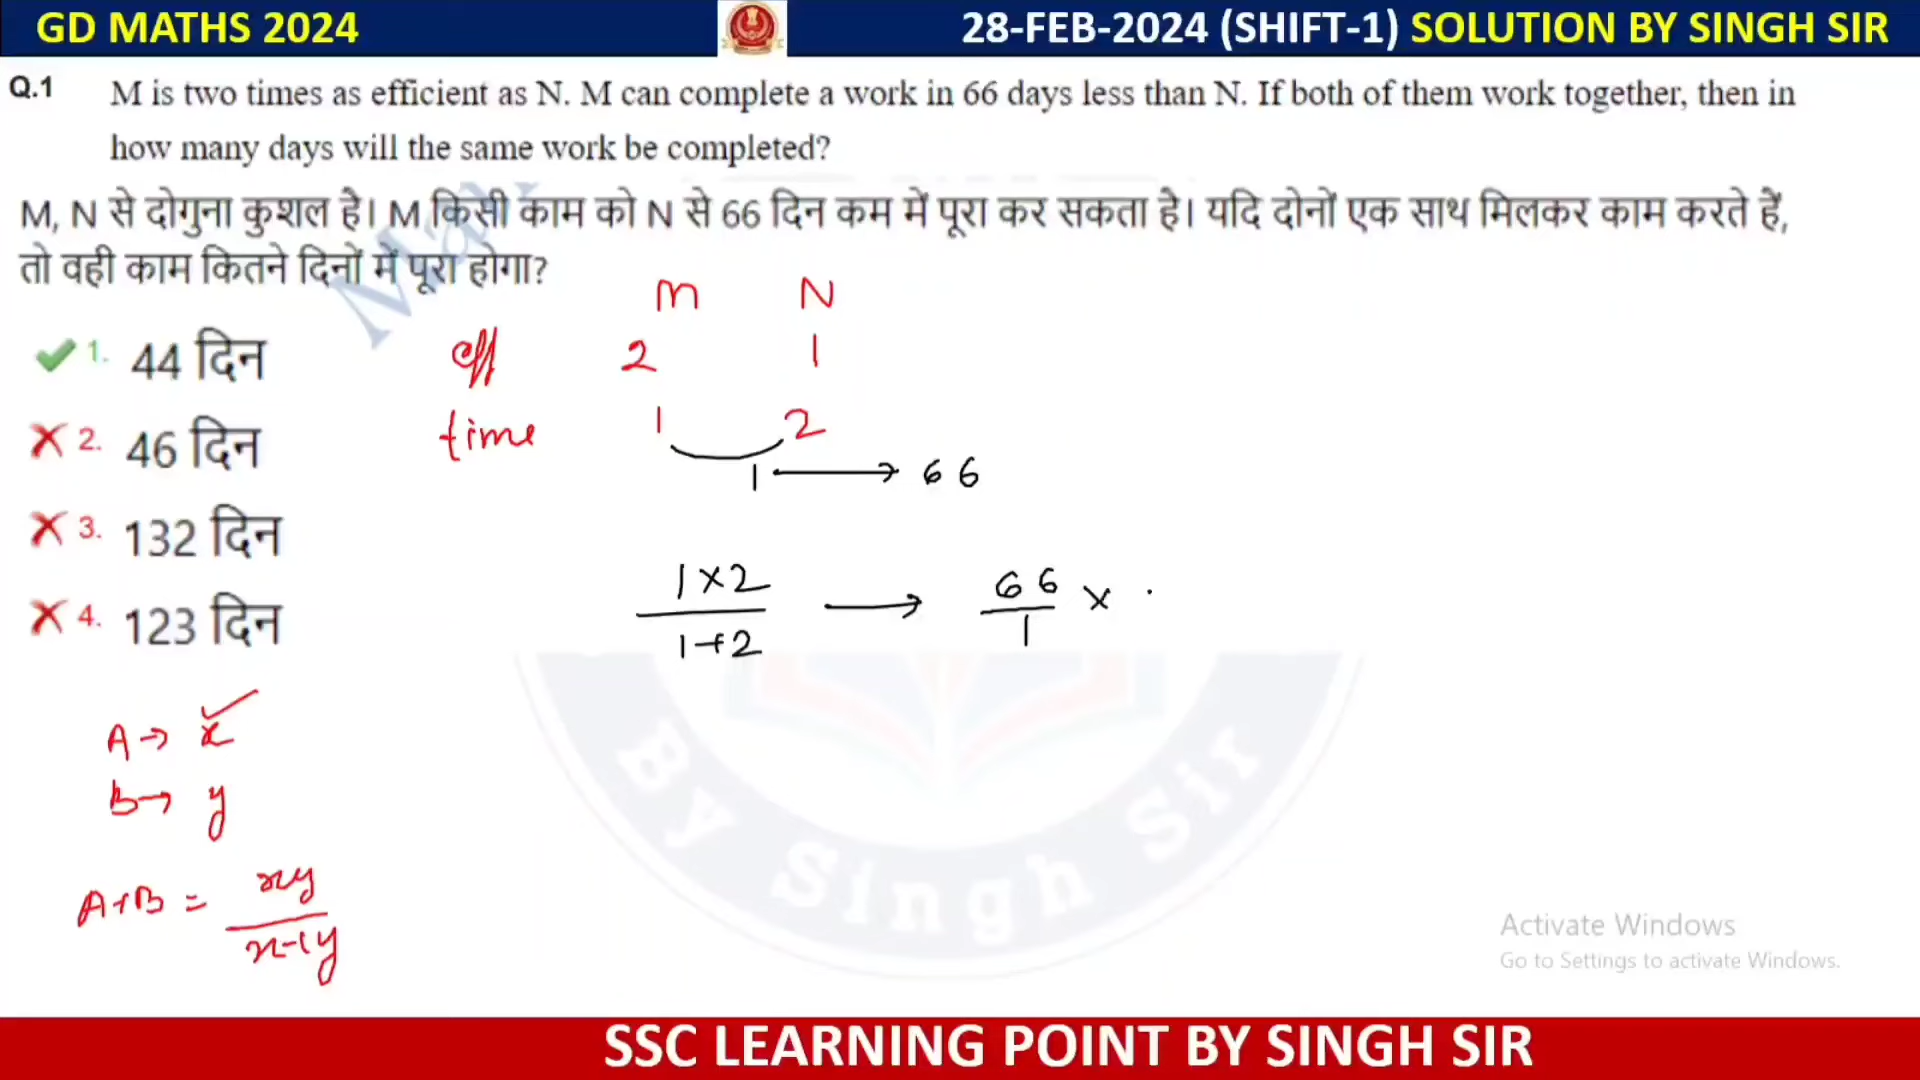 GD MATHS 2024
28-FEB-2024 (SHIFT-1) SOLUTION BY SINGH SIR
Q.1 M is two times as efficient as N. M can complete a work in 66 days less than N. If both of them work together, then in
how many days will the same work be completed?
M, N से दोगुना कुशल है। M किसी काम को N से 66 दिन कम में पूरा कर सकता है। यदि दोनों एक साथ मिलकर काम करते हैं,
तो वही काम कितने दिनों में पूरा होगा?
1. 44 दिन
2. 46 दिन
3. 132 दिन
4. 123 दिन
M N
eff 2 1
time 1 2
1 → 66
1×2 → 66 ×
1+2 1
A → x
B → y
A+B = xy
x+y
By Singh Sir
Activate Windows
Go to Settings to activate Windows.
SSC LEARNING POINT BY SINGH SIR